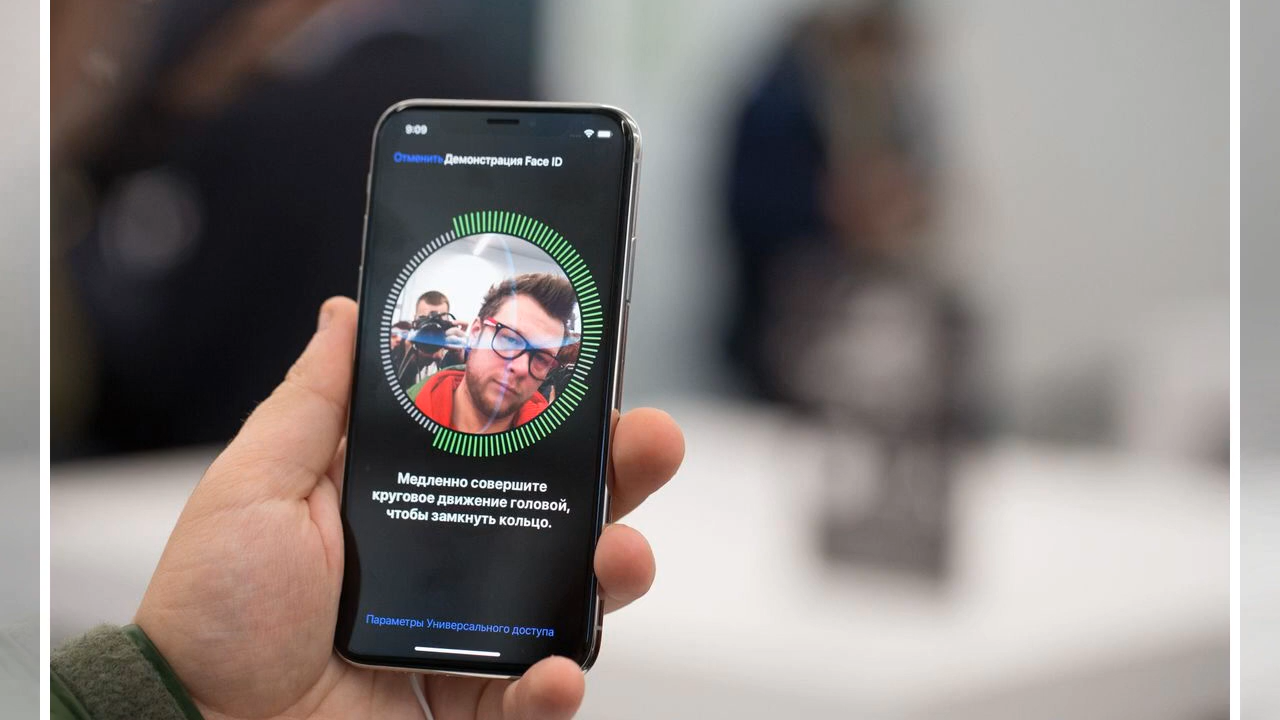 9:09
Отменить Демонстрация Face ID
Медленно совершите
круговое движение головой,
чтобы замкнуть кольцо.
Параметры Универсального доступа